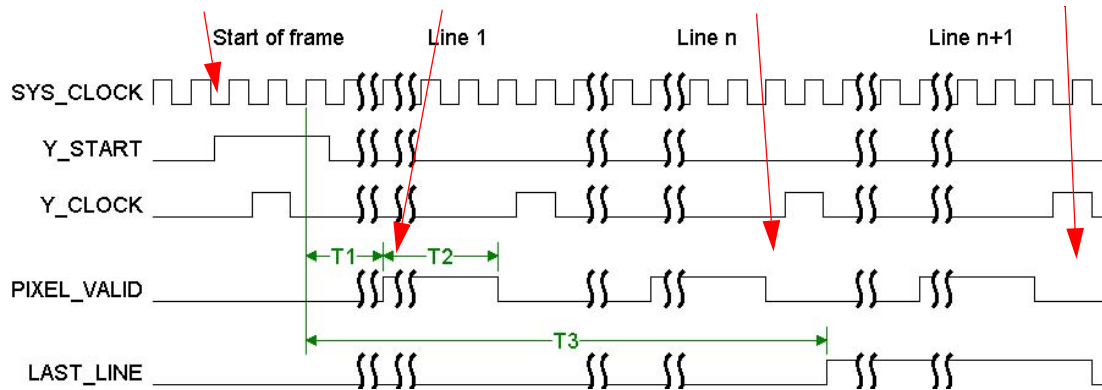 Start of frame Line 1 Line n Line n+1
SYS_CLOCK
Y_START
Y_CLOCK
T1 T2
PIXEL_VALID
T3
LAST_LINE